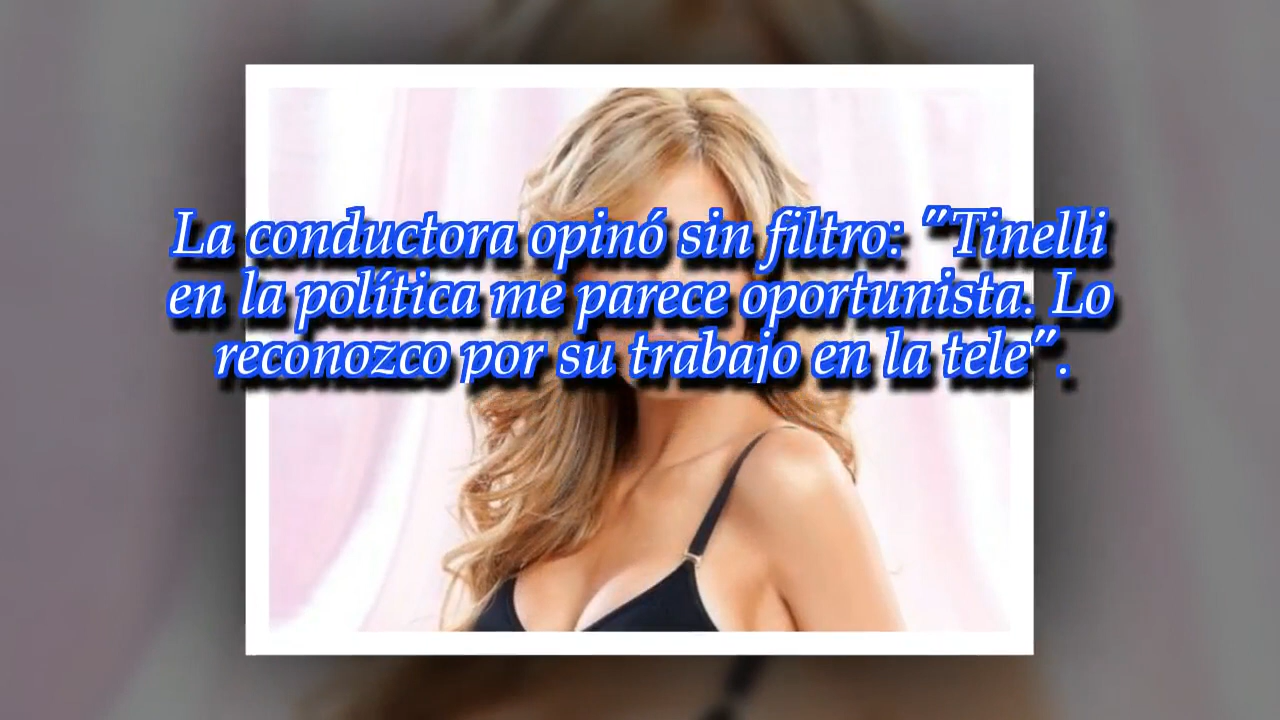 La conductora opinó sin filtro: "Tinelli
en la política me parece oportunista. Lo
reconozco por su trabajo en la tele".